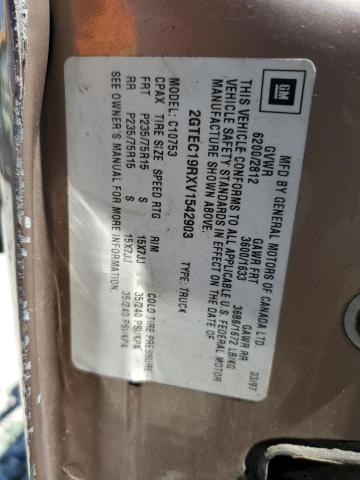 GM
MFD BY GENERAL MOTORS OF CANADA LTD.
03/97
GVWR GAWR FRT GAWR RR
6200/2812 3600/1633 3686/1672 LB/KG
THIS VEHICLE CONFORMS TO ALL APPLICABLE U.S. FEDERAL MOTOR
VEHICLE SAFETY STANDARDS IN EFFECT ON THE DATE OF
MANUFACTURE SHOWN ABOVE.
2GTEC19RXV1542903 TYPE: TRUCK
MODEL: C10753
CPAX TIRE SIZE SPEED RTG RIM COLD TIRE PRESSURE
FRT P235/75R15 S 15X7JJ 35/240 PSI/KPA
RR P235/75R15 S 15X7JJ 35/240 PSI/KPA
SEE OWNER'S MANUAL FOR MORE INFORMATION